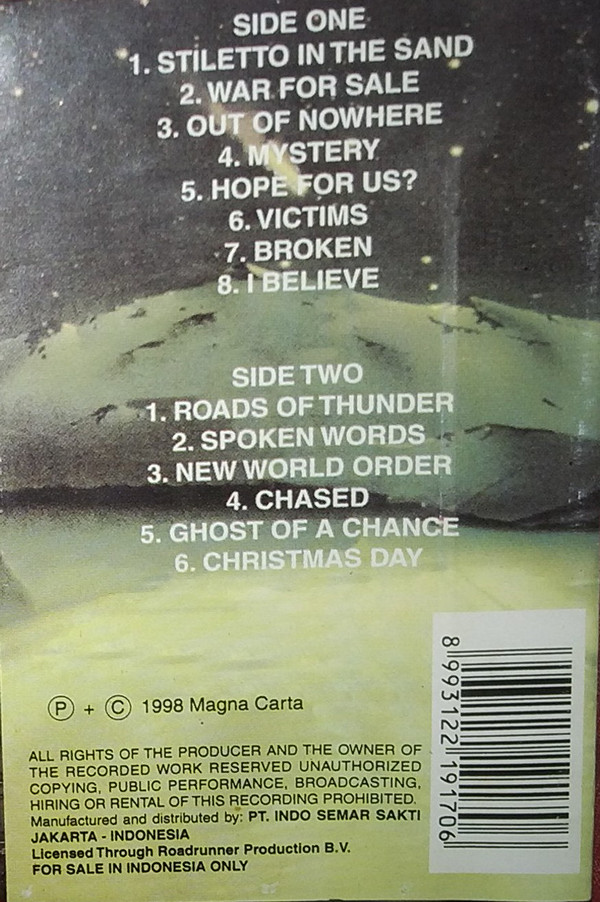 SIDE ONE
1. STILETTO IN THE SAND
2. WAR FOR SALE
3. OUT OF NOWHERE
4. MYSTERY
5. HOPE FOR US?
6. VICTIMS
7. BROKEN
8. I BELIEVE
SIDE TWO
1. ROADS OF THUNDER
2. SPOKEN WORDS
3. NEW WORLD ORDER
4. CHASED
5. GHOST OF A CHANCE
6. CHRISTMAS DAY
Ⓟ + © 1998 Magna Carta
ALL RIGHTS OF THE PRODUCER AND THE OWNER OF
THE RECORDED WORK RESERVED UNAUTHORIZED
COPYING, PUBLIC PERFORMANCE, BROADCASTING,
HIRING OR RENTAL OF THIS RECORDING PROHIBITED.
Manufactured and distributed by: PT. INDO SEMAR SAKTI
JAKARTA - INDONESIA
Licensed Through Roadrunner Production B.V.
FOR SALE IN INDONESIA ONLY
8 993122 191706